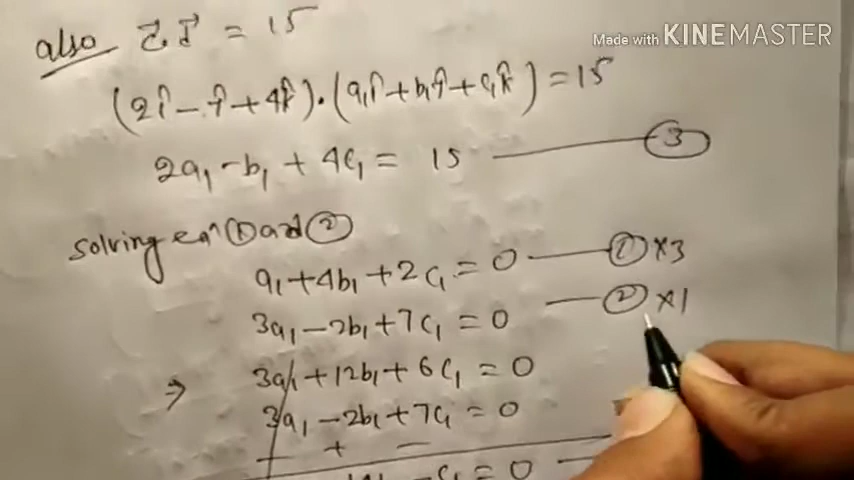 Made with KINEMASTER
also c⃗.d⃗ = 15
(2î - ĵ + 4k̂).(a₁î + b₁ĵ + c₁k̂) = 15
2a₁ - b₁ + 4c₁ = 15 ——— ③
solving eqⁿ ① and ②
a₁ + 4b₁ + 2c₁ = 0 ——— ① ×3
3a₁ - 2b₁ + 7c₁ = 0 ——— ② ×1
⇒ 3a₁ + 12b₁ + 6c₁ = 0
3a₁ - 2b₁ + 7c₁ = 0
- + -
- c₁ = 0 —